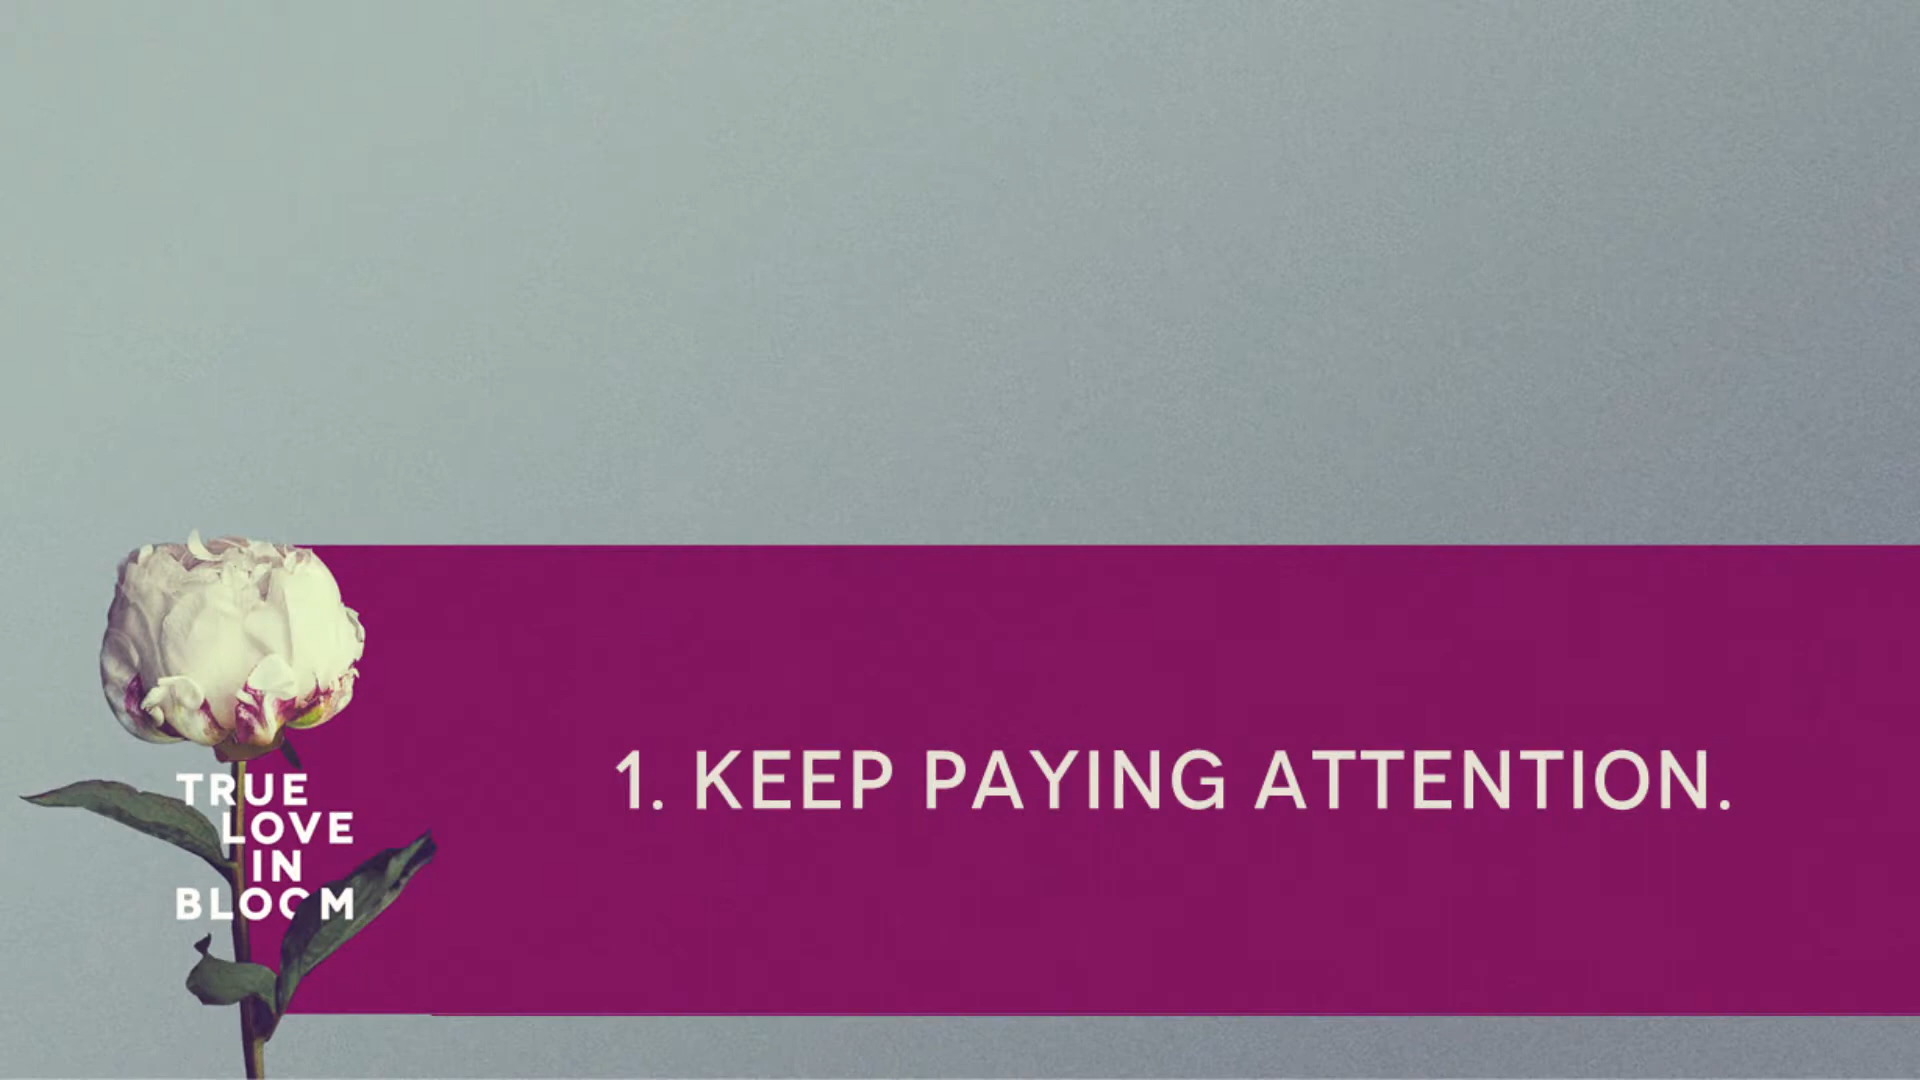 TRUE
LOVE
IN
BLOOM
1. KEEP PAYING ATTENTION.